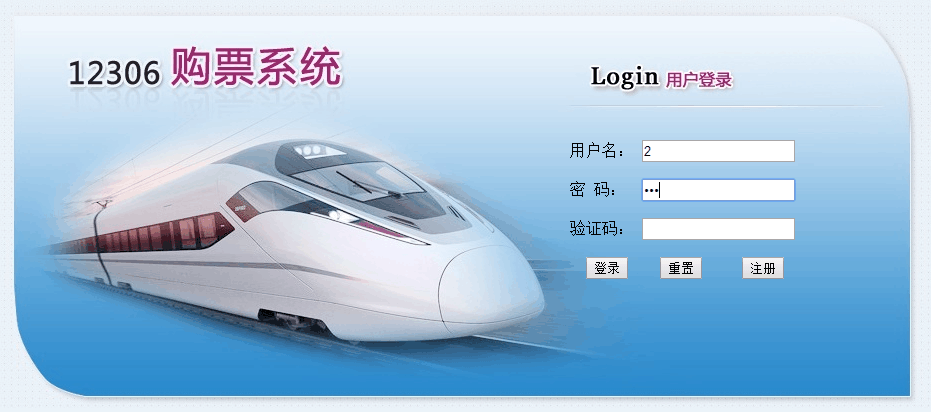 12306 购票系统
Login 用户登录
用户名： 2
密 码： •••
验证码：
登录 重置 注册